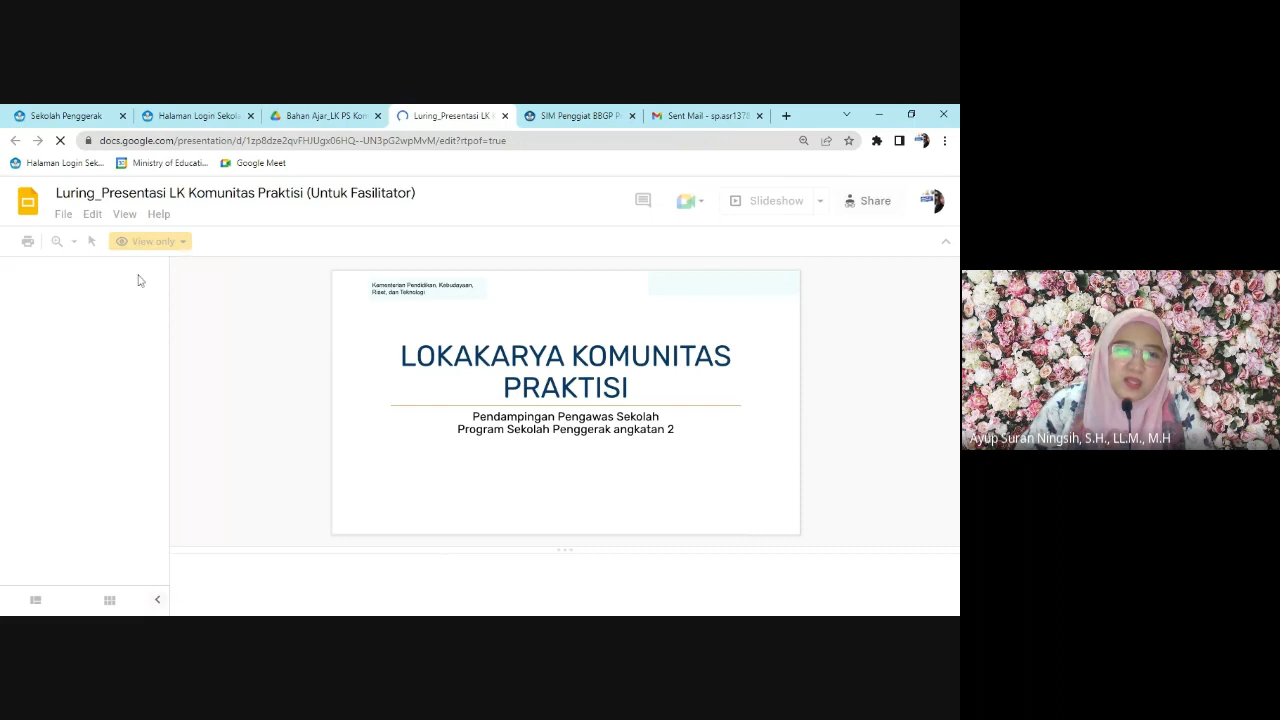 Sekolah Penggerak
Halaman Login Sekol
Bahan Ajar_LK PS Kom
Luring_Presentasi LK
SIM Penggiat BBGP
Sent Mail - sp.asr1378
docs.google.com/presentation/d/1zp8dze2qvFHJUgx06HQ--UN3pG2wpMvM/edit?rtpof=true
Halaman Login Sek...
Ministry of Educati...
Google Meet
Luring_Presentasi LK Komunitas Praktisi (Untuk Fasilitator)
File Edit View Help
Slideshow
Share
View only
Kementerian Pendidikan, Kebudayaan,
Riset, dan Teknologi
LOKAKARYA KOMUNITAS
PRAKTISI
Pendampingan Pengawas Sekolah
Program Sekolah Penggerak angkatan 2
Ayup Suran Ningsih, S.H., LL.M., M.H